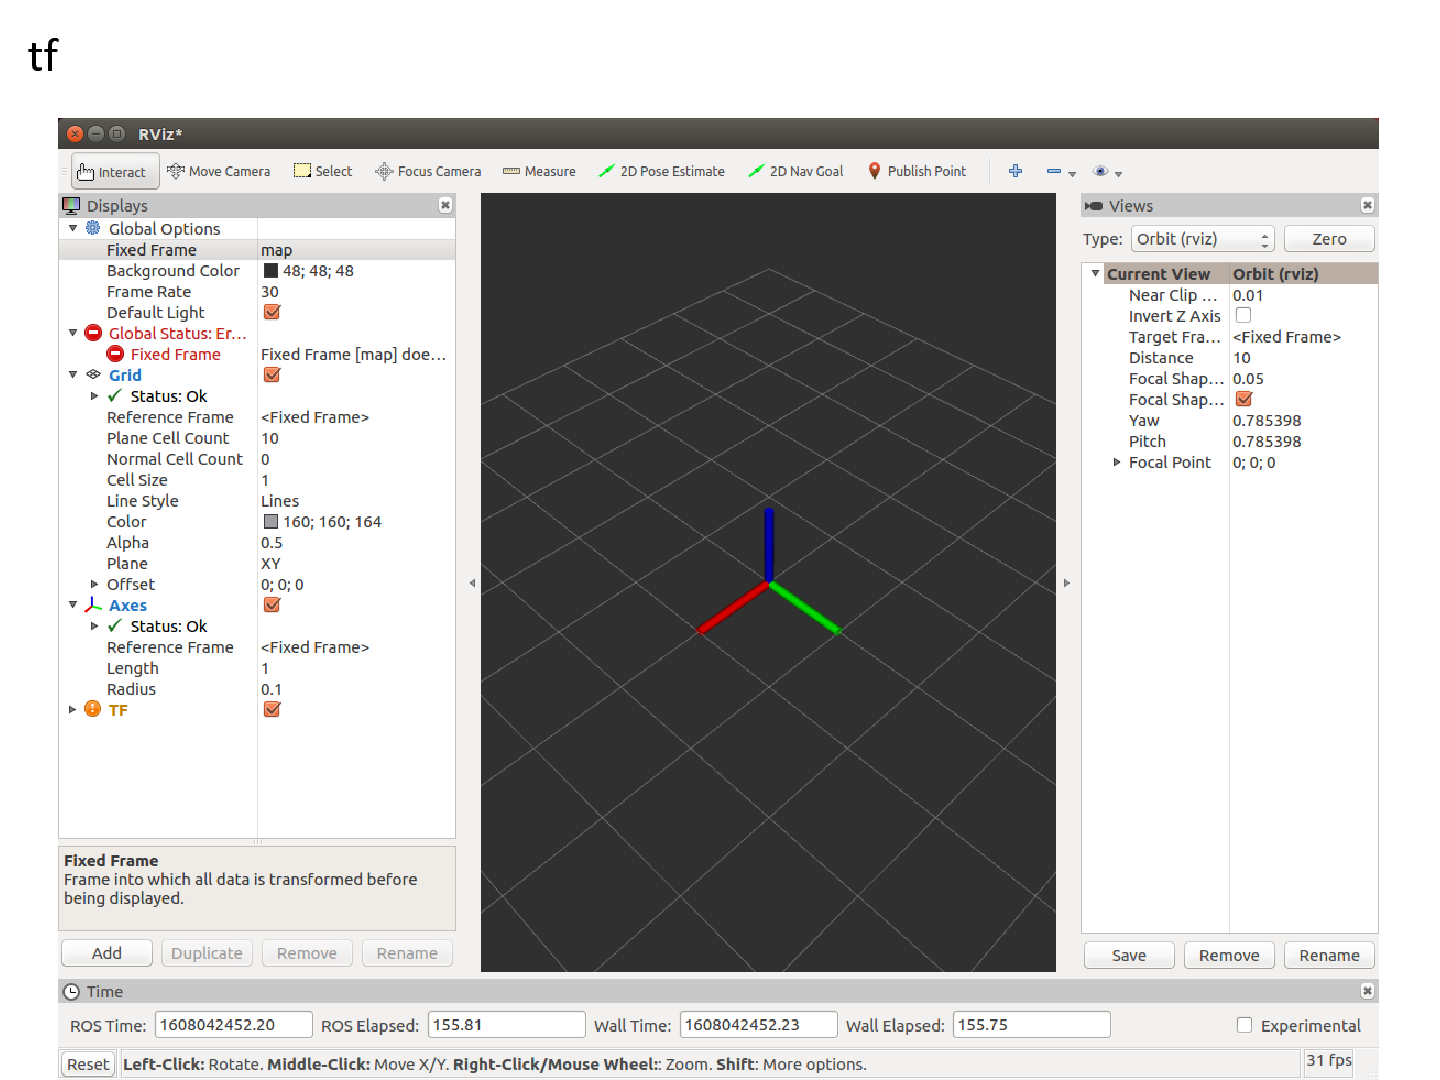 tf
RViz*
Interact Move Camera Select Focus Camera Measure 2D Pose Estimate 2D Nav Goal Publish Point
Displays
Global Options
Fixed Frame map
Background Color 48; 48; 48
Frame Rate 30
Default Light
Global Status: Er...
Fixed Frame Fixed Frame [map] doe...
Grid
Status: Ok
Reference Frame <Fixed Frame>
Plane Cell Count 10
Normal Cell Count 0
Cell Size 1
Line Style Lines
Color 160; 160; 164
Alpha 0.5
Plane XY
Offset 0; 0; 0
Axes
Status: Ok
Reference Frame <Fixed Frame>
Length 1
Radius 0.1
TF
Fixed Frame
Frame into which all data is transformed before
being displayed.
Add Duplicate Remove Rename
Views
Type: Orbit (rviz) Zero
Current View Orbit (rviz)
Near Clip ... 0.01
Invert Z Axis
Target Fra... <Fixed Frame>
Distance 10
Focal Shap... 0.05
Focal Shap...
Yaw 0.785398
Pitch 0.785398
Focal Point 0; 0; 0
Save Remove Rename
Time
ROS Time: 1608042452.20 ROS Elapsed: 155.81 Wall Time: 1608042452.23 Wall Elapsed: 155.75 Experimental
Reset Left-Click: Rotate. Middle-Click: Move X/Y. Right-Click/Mouse Wheel:: Zoom. Shift: More options. 31 fps